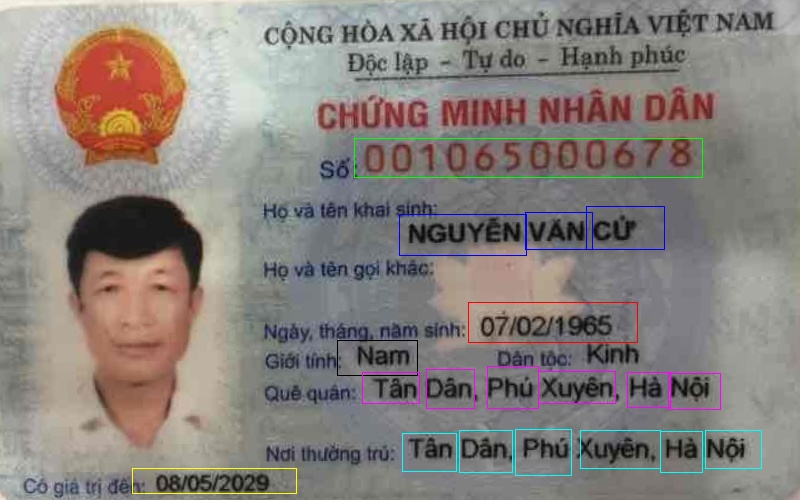 CỘNG HÒA XÃ HỘI CHỦ NGHĨA VIỆT NAM
Độc lập - Tự do - Hạnh phúc
CHỨNG MINH NHÂN DÂN
Số: 001065000678
Họ và tên khai sinh:
NGUYỄN VĂN CỪ
Họ và tên gọi khác:
Ngày, tháng, năm sinh: 07/02/1965
Giới tính: Nam Dân tộc: Kinh
Quê quán: Tân Dân, Phú Xuyên, Hà Nội
Nơi thường trú: Tân Dân, Phú Xuyên, Hà Nội
Có giá trị đến: 08/05/2029